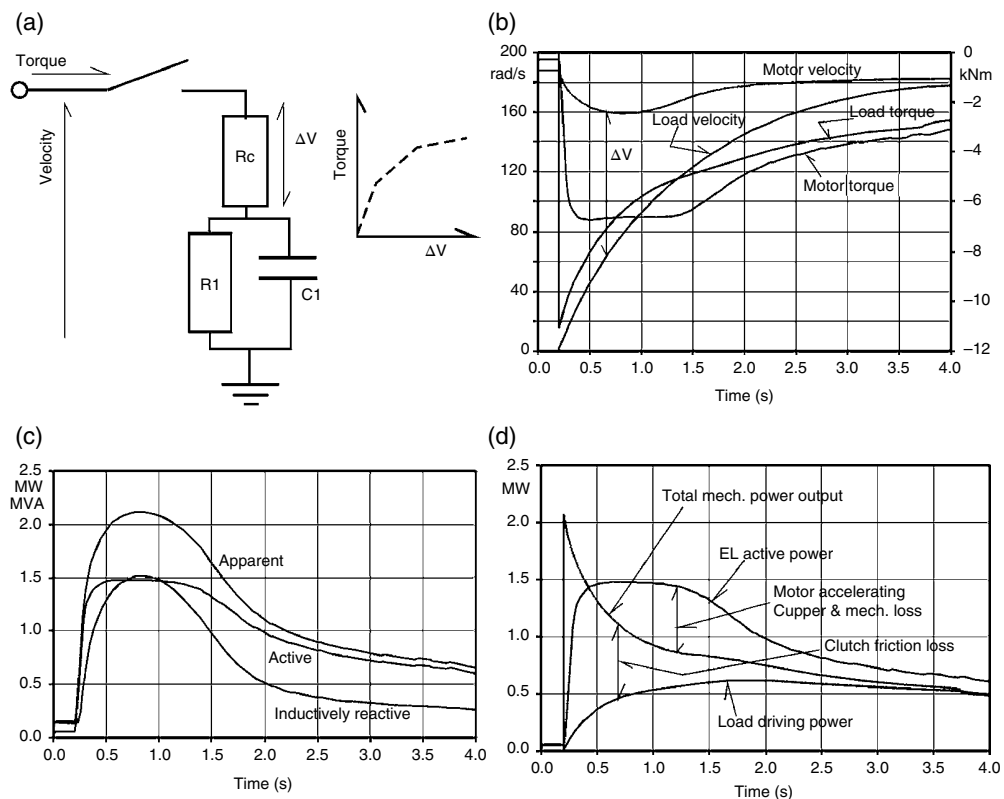 (a)
Torque
Velocity
Rc
ΔV
R1
C1
Torque
ΔV
(b)
200
rad/s
160
120
80
40
0
0
kNm
−2
−4
−6
−8
−10
−12
Motor velocity
Load velocity
Load torque
ΔV
Motor torque
0.0 0.5 1.0 1.5 2.0 2.5 3.0 3.5 4.0
Time (s)
(c)
2.5
MW
MVA
2.0
1.5
1.0
0.5
0.0
Apparent
Active
Inductively reactive
0.0 0.5 1.0 1.5 2.0 2.5 3.0 3.5 4.0
Time (s)
(d)
2.5
MW
2.0
1.5
1.0
0.5
0.0
Total mech. power output
EL active power
Motor accelerating
Cupper & mech. loss
Clutch friction loss
Load driving power
0.0 0.5 1.0 1.5 2.0 2.5 3.0 3.5 4.0
Time (s)